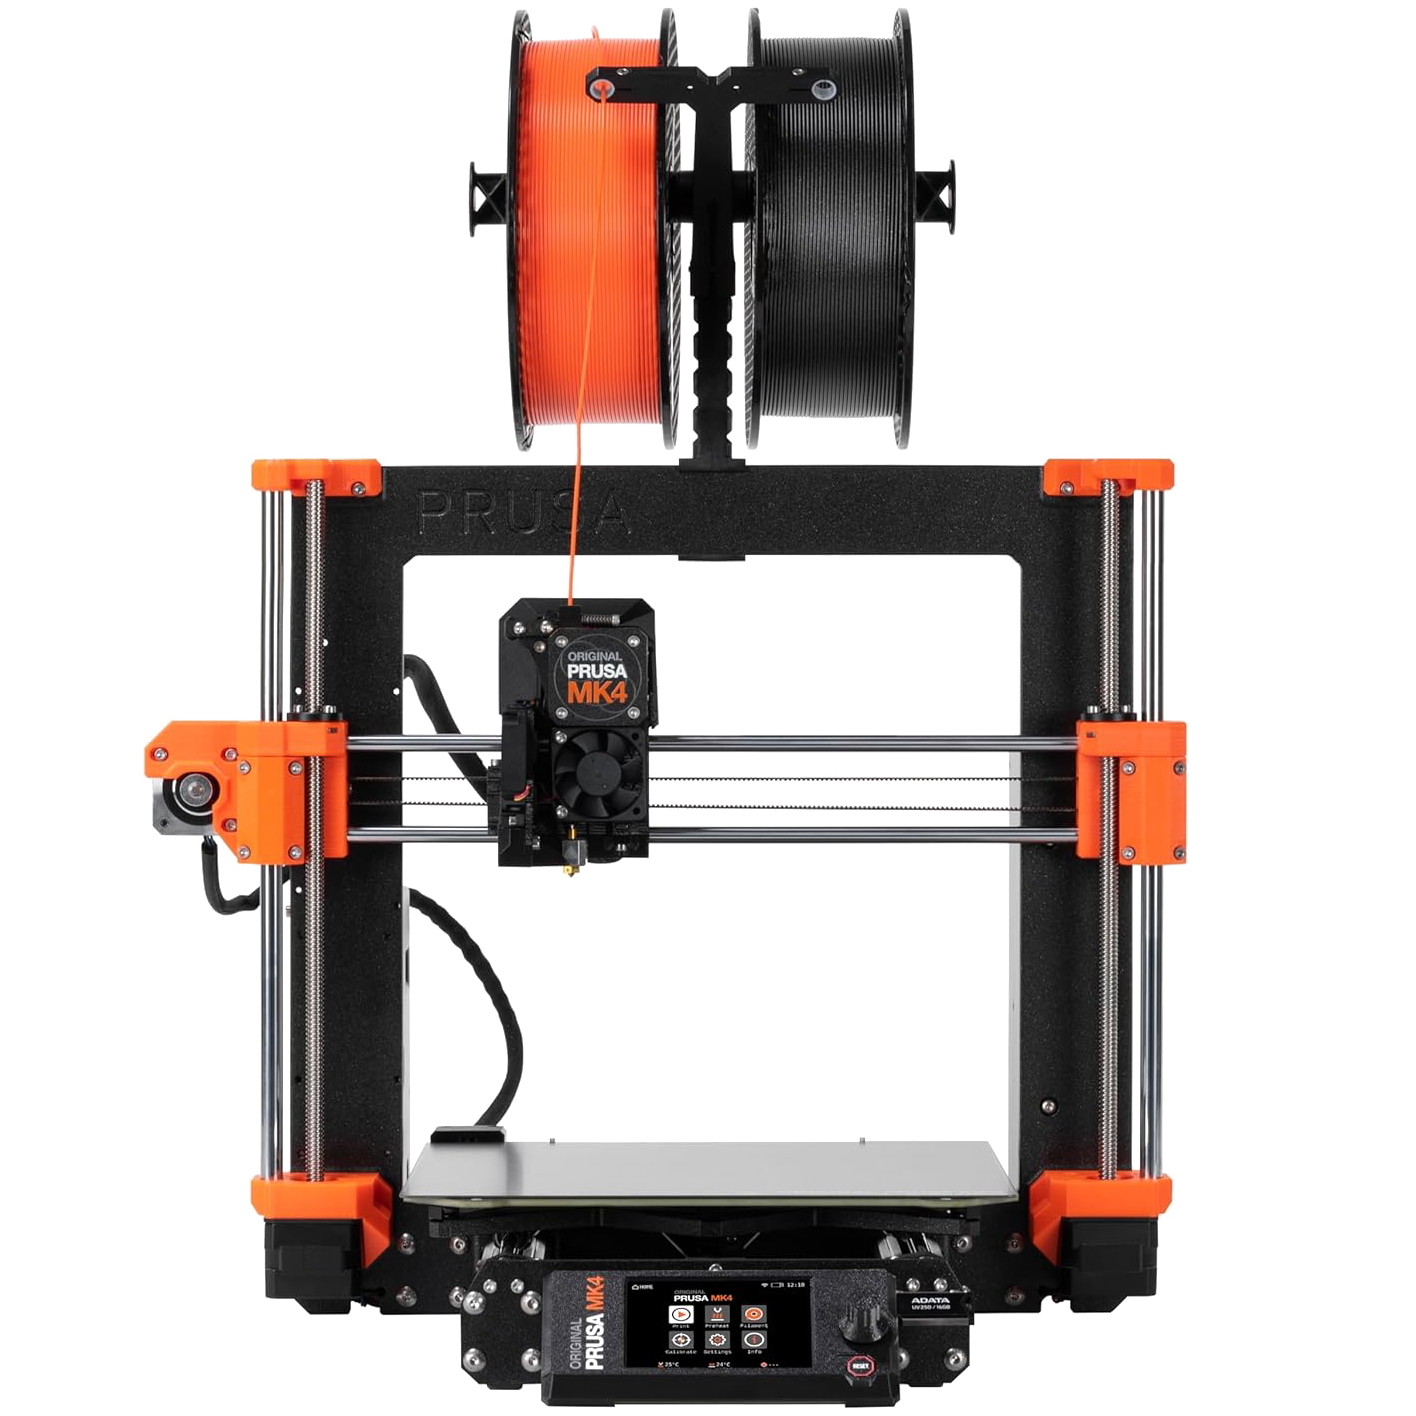 PRUSA
ORIGINAL
PRUSA
MK4
ORIGINAL
PRUSA MK4
HOME
12:18
ORIGINAL
PRUSA MK4
Print
Preheat
Filament
Calibrate
Settings
Info
25°C
24°C
ADATA
UV250 / 16GB
RESET